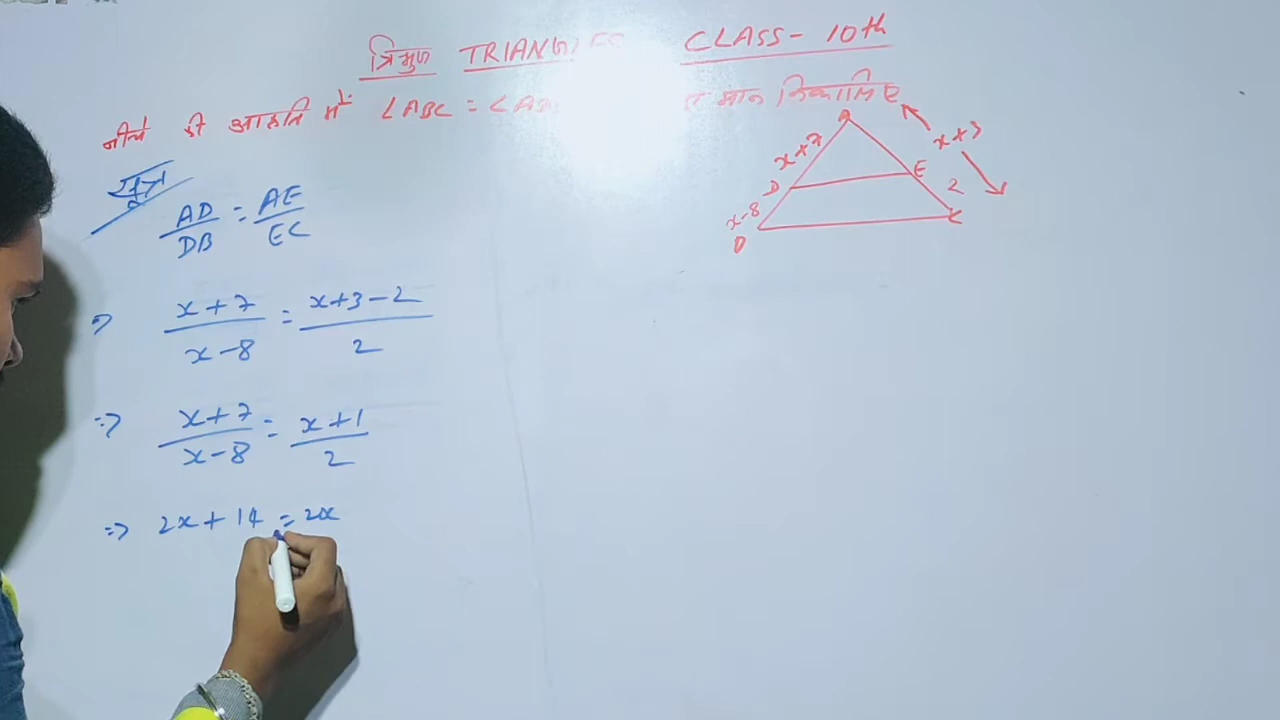 त्रिभुज TRIANGLES CLASS- 10th
नीचे की आकृति में ∠ABC = ∠A मान निकालिए
A
x+7
x+3
D
E
2
x-8
C
सूत्र
AD/DB = AE/EC
⇒ x+7/x-8 = x+3-2/2
⇒ x+7/x-8 = x+1/2
⇒ 2x+14 = 2x